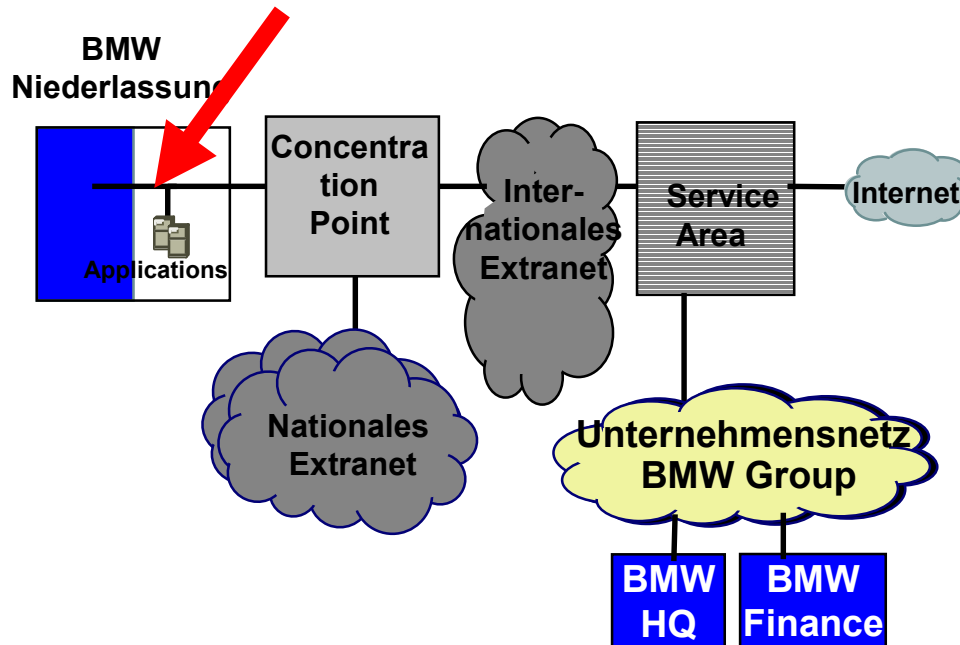 BMW
Niederlassung
Applications
Concentra
tion
Point
Inter-
nationales
Extranet
Service
Area
Internet
Nationales
Extranet
Unternehmensnetz
BMW Group
BMW
HQ
BMW
Finance